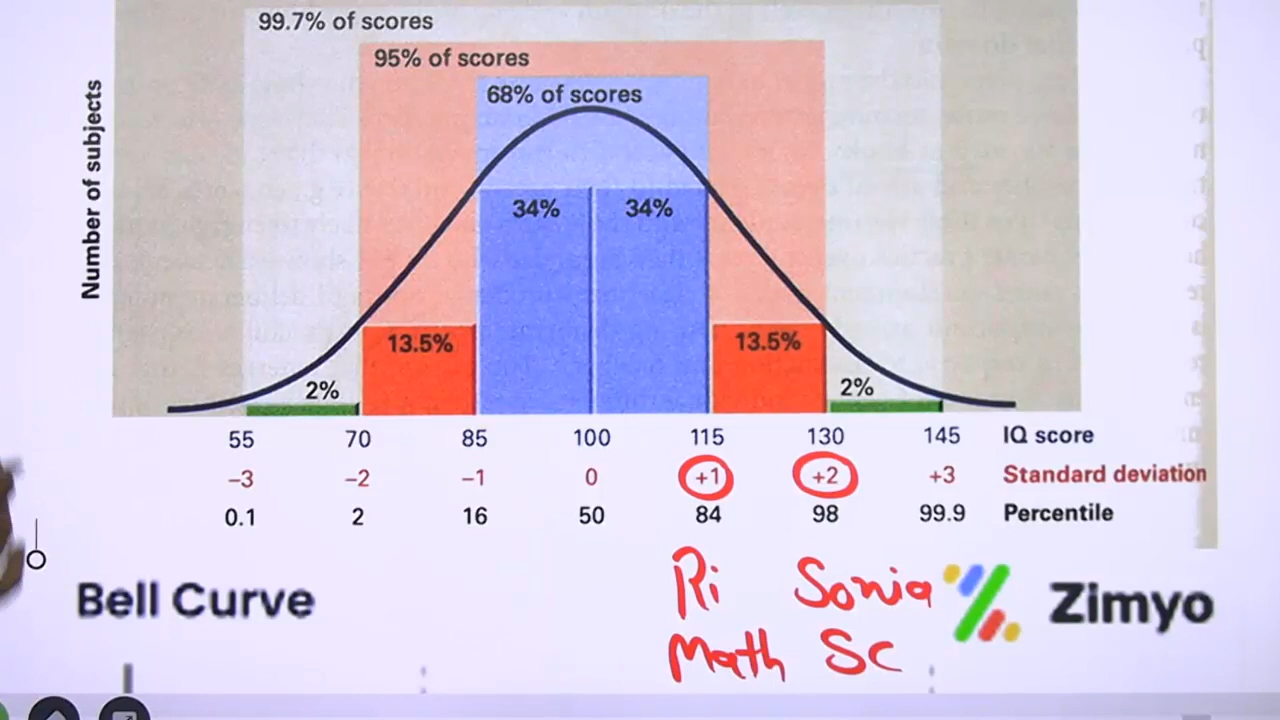 99.7% of scores
95% of scores
68% of scores
Number of subjects
34% 34%
13.5% 13.5%
2% 2%
55 70 85 100 115 130 145 IQ score
−3 −2 −1 0 +1 +2 +3 Standard deviation
0.1 2 16 50 84 98 99.9 Percentile
Ri Sonia
Math SC
Bell Curve
Zimyo